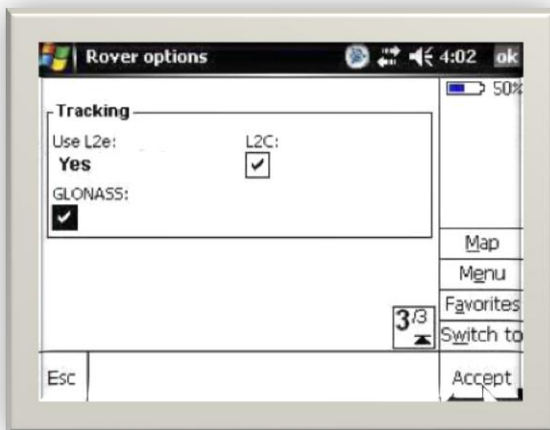 Rover options 4:02 ok
50%
Tracking
Use L2e: L2C:
Yes
GLONASS:
Map
Menu
Favorites
3/3
Switch to
Esc Accept